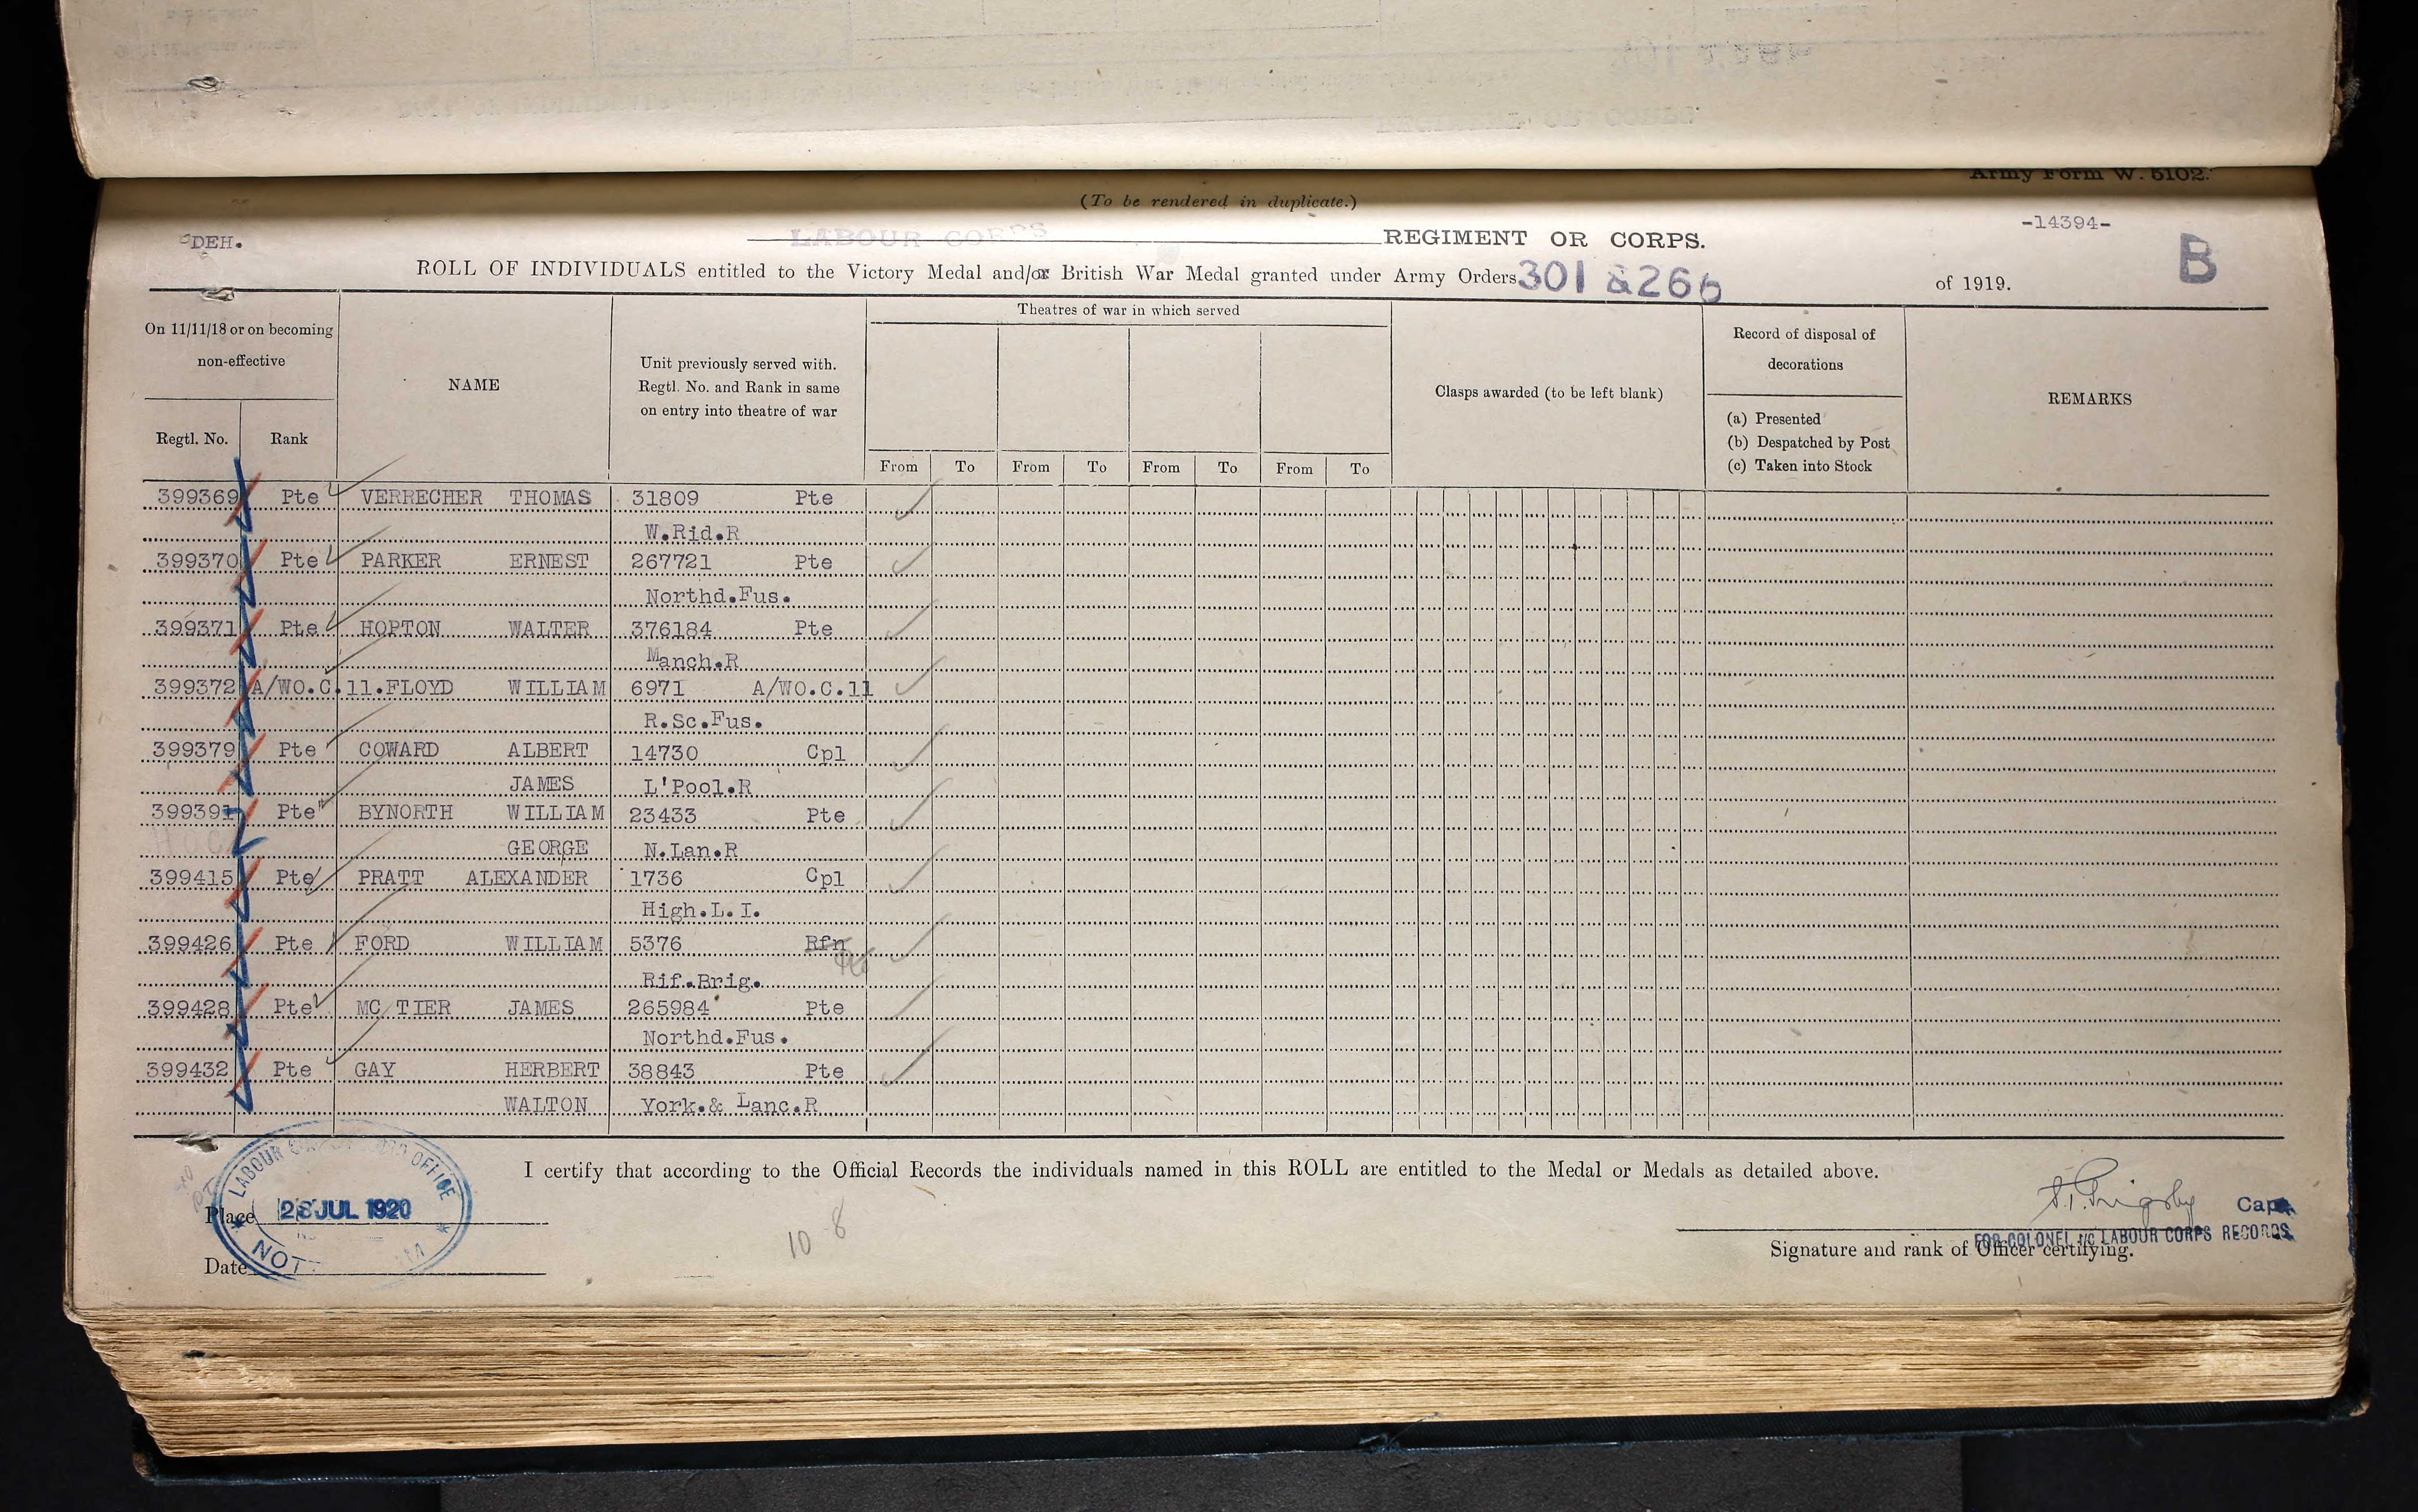 Army Form W. 5102.
(To be rendered in duplicate.)
-14394-
DEH.
LABOUR CORPS REGIMENT OR CORPS.
B
ROLL OF INDIVIDUALS entitled to the Victory Medal and/or British War Medal granted under Army Orders 301 & 266 of 1919.
On 11/11/18 or on becoming non-effective
Regtl. No. Rank
NAME
Unit previously served with. Regtl. No. and Rank in same on entry into theatre of war
Theatres of war in which served
From To From To From To From To
Clasps awarded (to be left blank)
Record of disposal of decorations
(a) Presented
(b) Despatched by Post
(c) Taken into Stock
REMARKS
399369 Pte VERRECHER THOMAS 31809 Pte
W.Rid.R
399370 Pte PARKER ERNEST 267721 Pte
Northd.Fus.
399371 Pte HOPTON WALTER 376184 Pte
Manch.R
399372 A/WO.C.11. FLOYD WILLIAM 6971 A/WO.C.11
R.Sc.Fus.
399379 Pte COWARD ALBERT 14730 Cpl
JAMES L'Pool.R
399391 Pte BYNORTH WILLIAM 23433 Pte
GEORGE N.Lan.R
399415 Pte PRATT ALEXANDER 1736 Cpl
High.L.I.
399426 Pte FORD WILLIAM 5376 Rfn
Pte
Rif.Brig.
399428 Pte MC TIER JAMES 265984 Pte
Northd.Fus.
399432 Pte GAY HERBERT 38843 Pte
WALTON York.& Lanc.R
I certify that according to the Official Records the individuals named in this ROLL are entitled to the Medal or Medals as detailed above.
LABOUR OFFICE
Place 28 JUL 1920
NOT
Date
10 8
Capt
FOR COLONEL I/C LABOUR CORPS RECORDS
Signature and rank of Officer certifying.